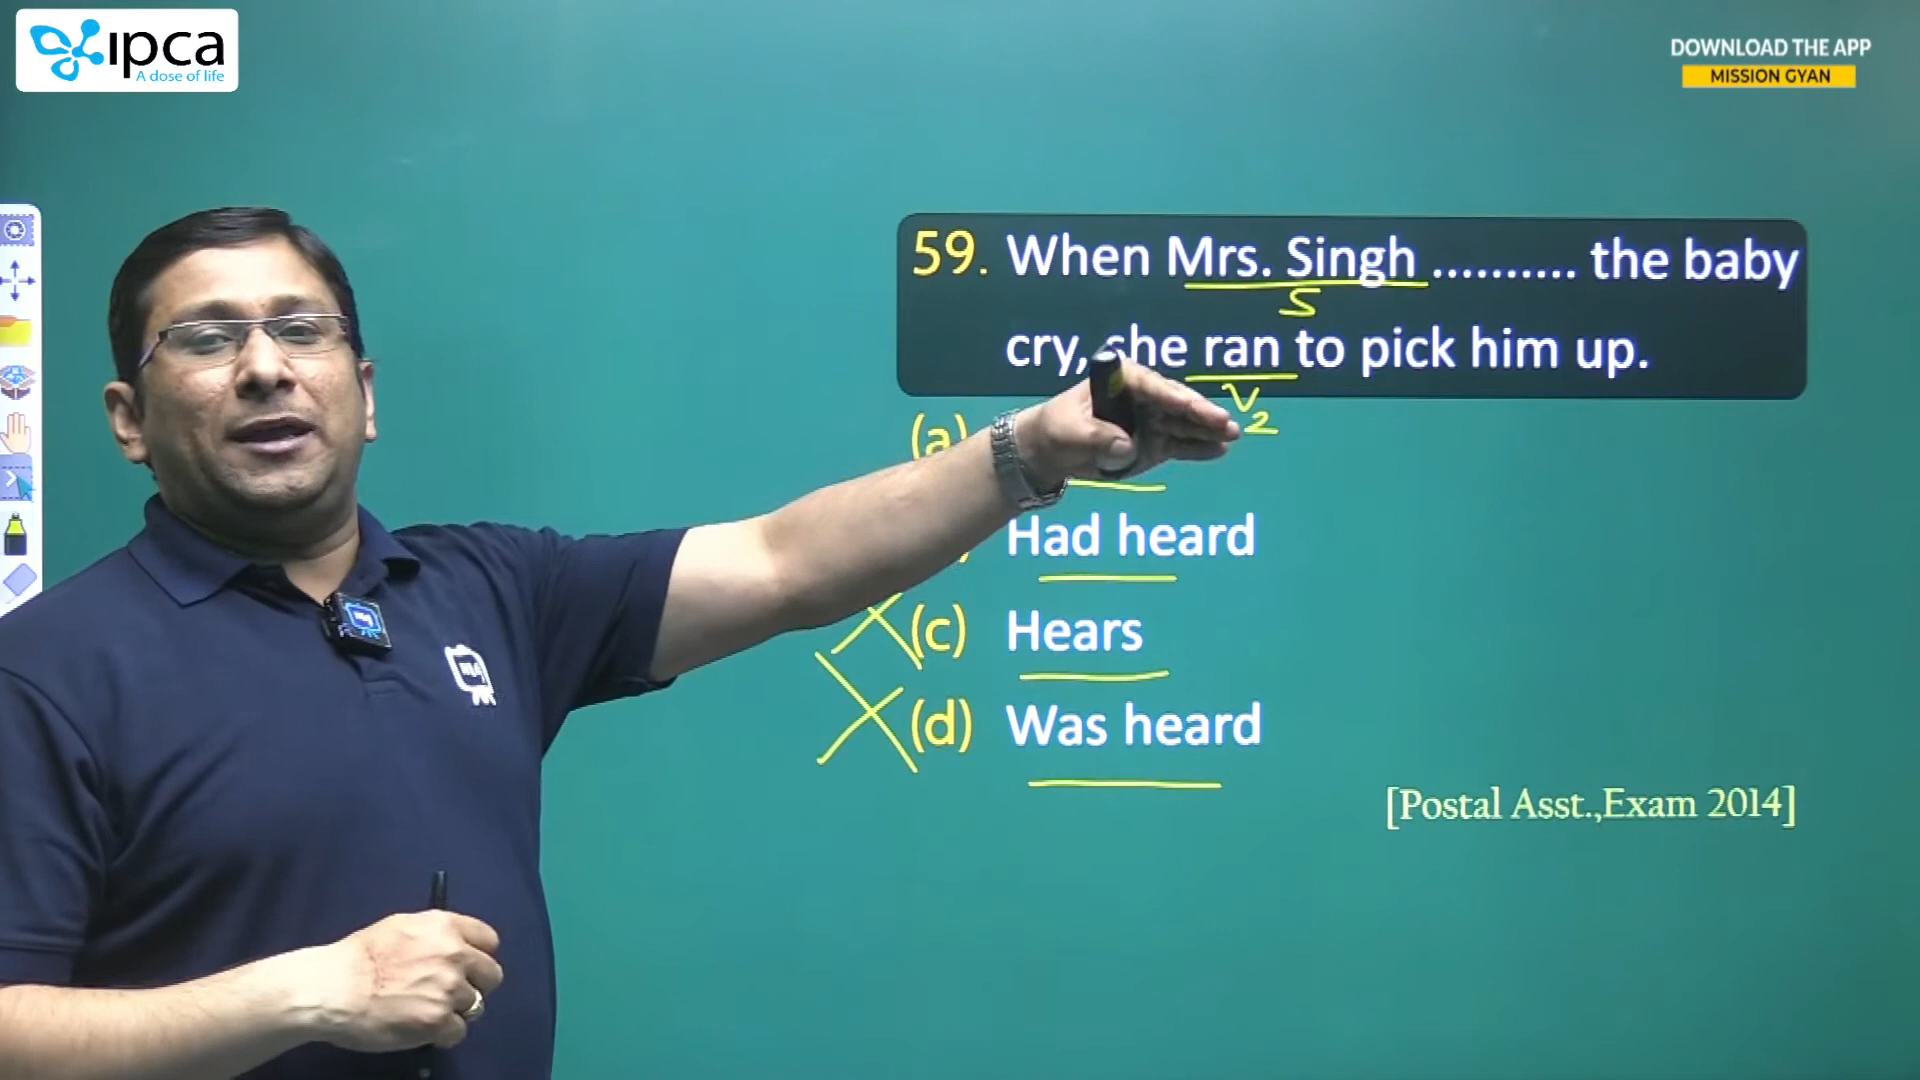 ipca
A dose of life
DOWNLOAD THE APP
MISSION GYAN
59. When Mrs. Singh .......... the baby
S
cry, she ran to pick him up.
V2
(a)
Had heard
(c) Hears
(d) Was heard
[Postal Asst.,Exam 2014]